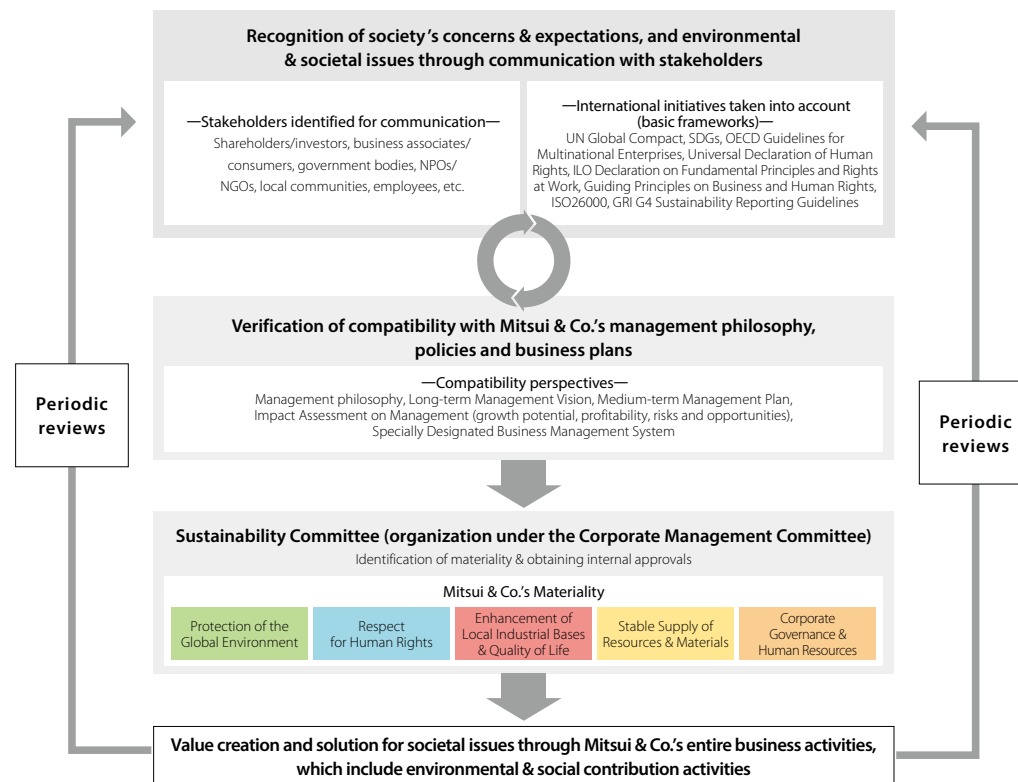 Recognition of society's concerns & expectations, and environmental
& societal issues through communication with stakeholders
—Stakeholders identified for communication—
Shareholders/investors, business associates/
consumers, government bodies, NPOs/
NGOs, local communities, employees, etc.
—International initiatives taken into account
(basic frameworks)—
UN Global Compact, SDGs, OECD Guidelines for
Multinational Enterprises, Universal Declaration of Human
Rights, ILO Declaration on Fundamental Principles and Rights
at Work, Guiding Principles on Business and Human Rights,
ISO26000, GRI G4 Sustainability Reporting Guidelines
Verification of compatibility with Mitsui & Co.'s management philosophy,
policies and business plans
—Compatibility perspectives—
Management philosophy, Long-term Management Vision, Medium-term Management Plan,
Impact Assessment on Management (growth potential, profitability, risks and opportunities),
Specially Designated Business Management System
Periodic
reviews
Periodic
reviews
Sustainability Committee (organization under the Corporate Management Committee)
Identification of materiality & obtaining internal approvals
Mitsui & Co.'s Materiality
Protection of the
Global Environment
Respect
for Human Rights
Enhancement of
Local Industrial Bases
& Quality of Life
Stable Supply of
Resources & Materials
Corporate
Governance &
Human Resources
Value creation and solution for societal issues through Mitsui & Co.'s entire business activities,
which include environmental & social contribution activities